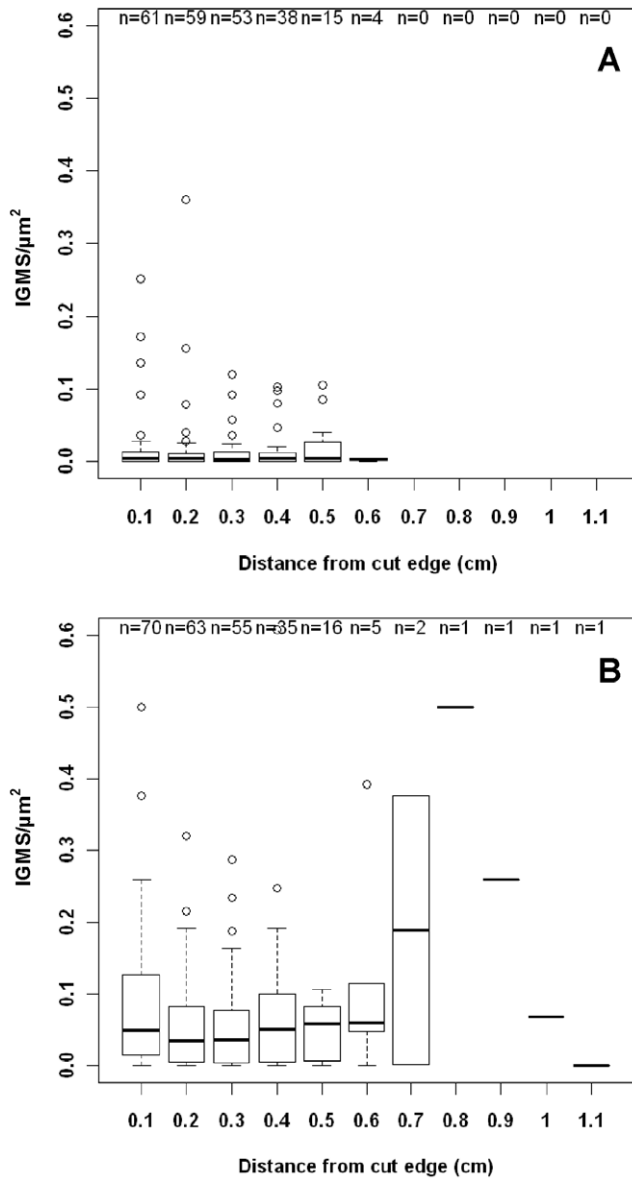 n=61 n=59 n=53 n=38 n=15 n=4 n=0 n=0 n=0 n=0 n=0
A
0.6
0.5
0.4
0.3
0.2
0.1
0.0
IGMS/µm²
0.1 0.2 0.3 0.4 0.5 0.6 0.7 0.8 0.9 1 1.1
Distance from cut edge (cm)
n=70 n=63 n=55 n=35 n=16 n=5 n=2 n=1 n=1 n=1 n=1
B
0.6
0.5
0.4
0.3
0.2
0.1
0.0
IGMS/µm²
0.1 0.2 0.3 0.4 0.5 0.6 0.7 0.8 0.9 1 1.1
Distance from cut edge (cm)